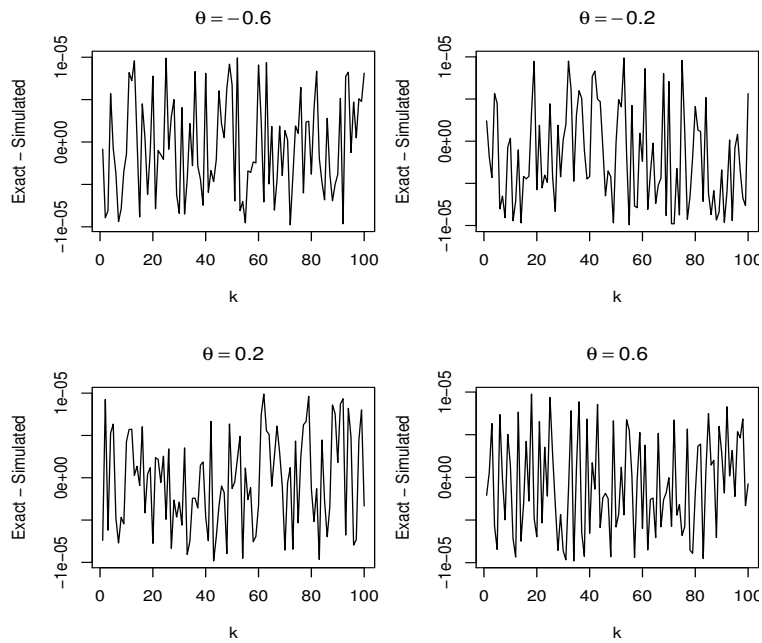 θ = −0.6
Exact − Simulated
1e−05
0e+00
−1e−05
0 20 40 60 80 100
k
θ = −0.2
Exact − Simulated
1e−05
0e+00
−1e−05
0 20 40 60 80 100
k
θ = 0.2
Exact − Simulated
1e−05
0e+00
−1e−05
0 20 40 60 80 100
k
θ = 0.6
Exact − Simulated
1e−05
0e+00
−1e−05
0 20 40 60 80 100
k